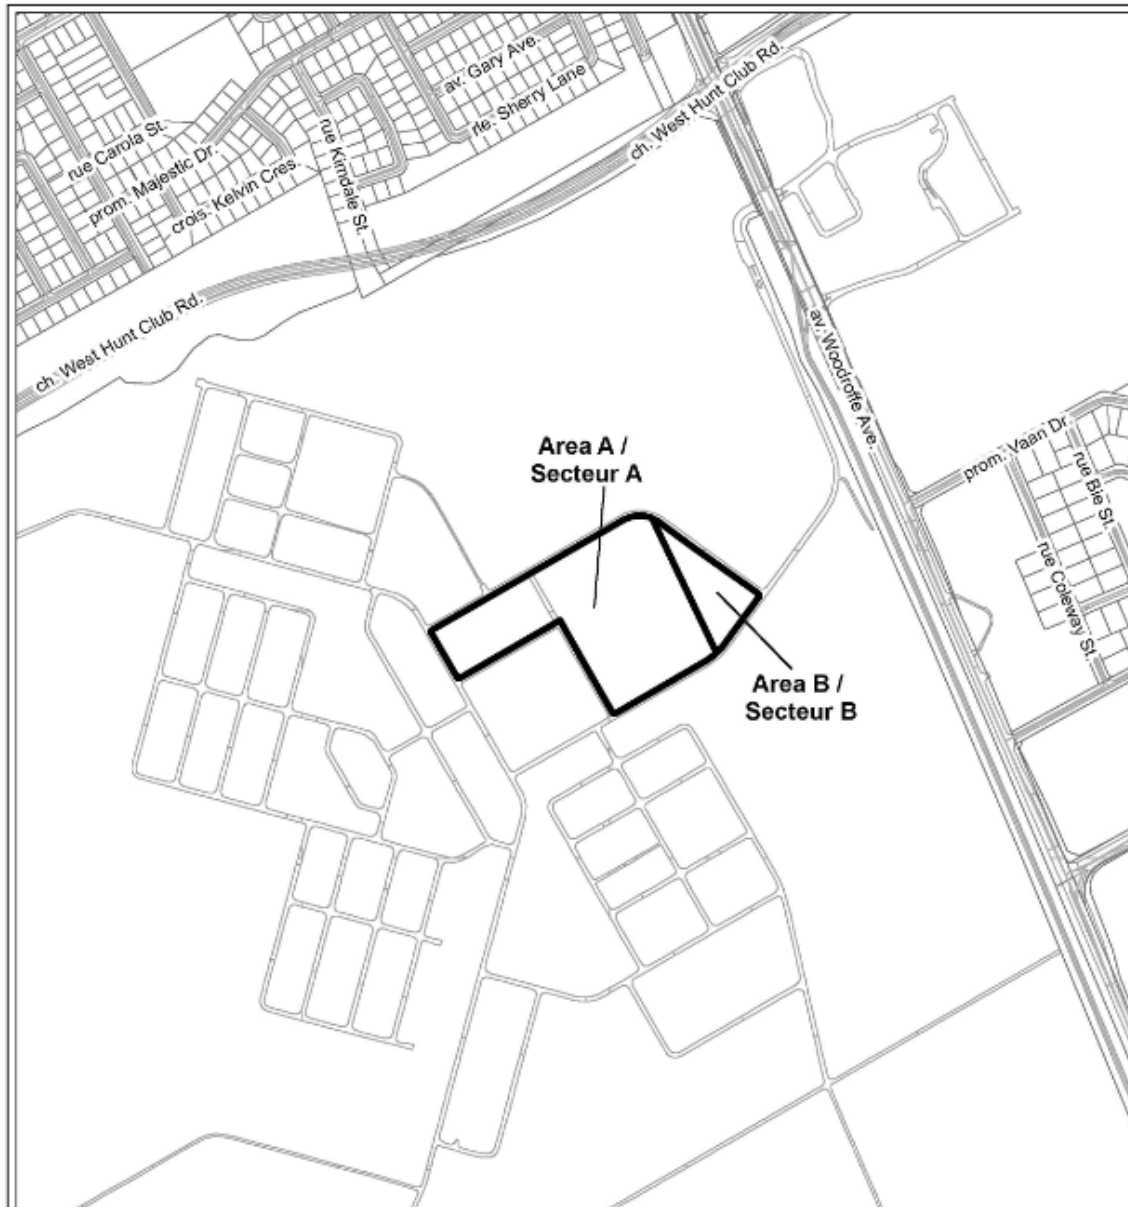 av. Gary Ave.
rle. Sherry Lane
ch. West Hunt Club Rd.
rue Carola St.
prom. Majestic Dr.
crois. Kelvin Cres.
rue Kimdale St.
ch. West Hunt Club Rd.
av. Woodroffe Ave.
prom. Vaan Dr
rue Bie St.
rue Coleway St.
Area A /
Secteur A
Area B /
Secteur B